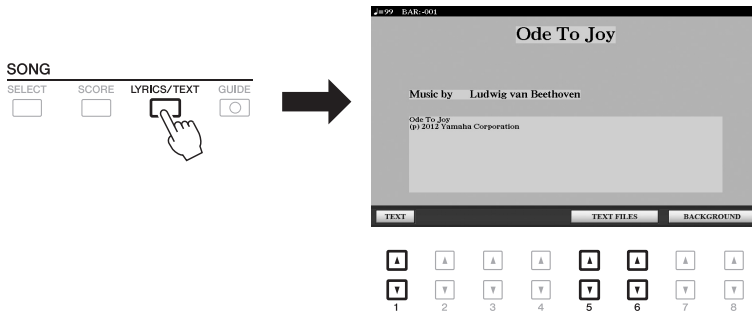 ♩=99 BAR:-001
Ode To Joy
SONG
SELECT SCORE LYRICS/TEXT GUIDE
Music by Ludwig van Beethoven
Ode To Joy
(p) 2012 Yamaha Corporation
TEXT TEXT FILES BACKGROUND
1 2 3 4 5 6 7 8